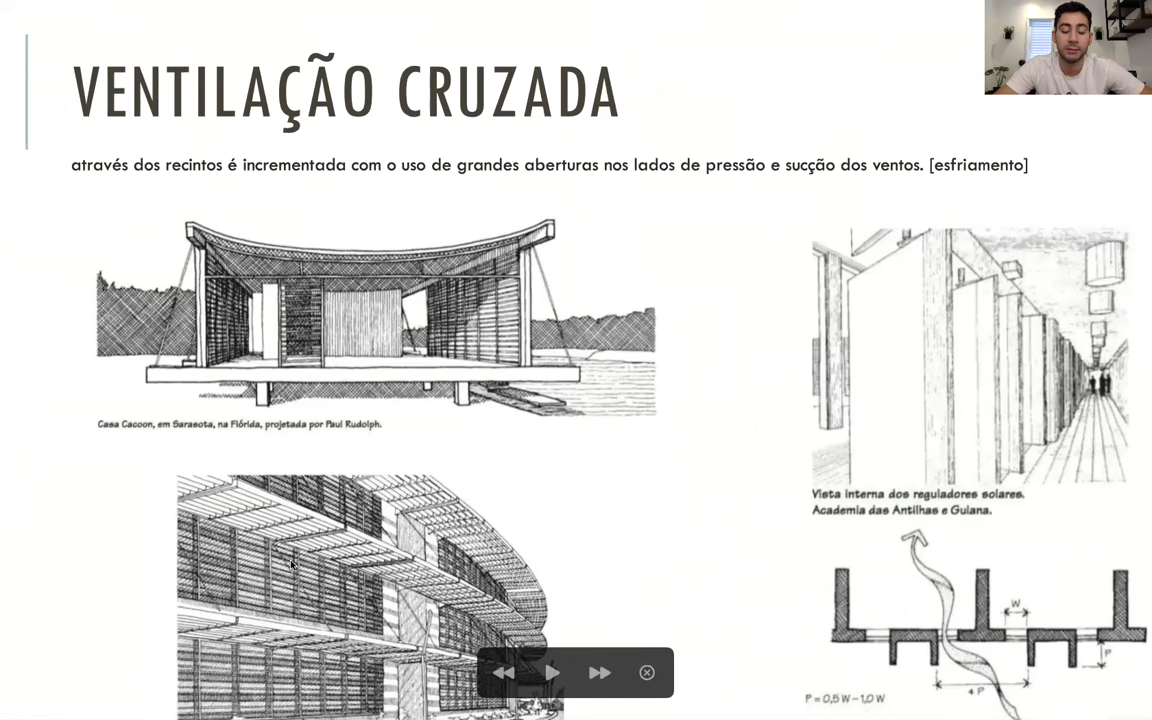 VENTILAÇÃO CRUZADA
através dos recintos é incrementada com o uso de grandes aberturas nos lados de pressão e sucção dos ventos. [esfriamento]
Casa Cacoon, em Sarasota, na Flórida, projetada por Paul Rudolph.
Vista interna dos reguladores solares.
Academia das Antilhas e Guiana.
W
P
4 P
P = 0,5 W – 1,0 W